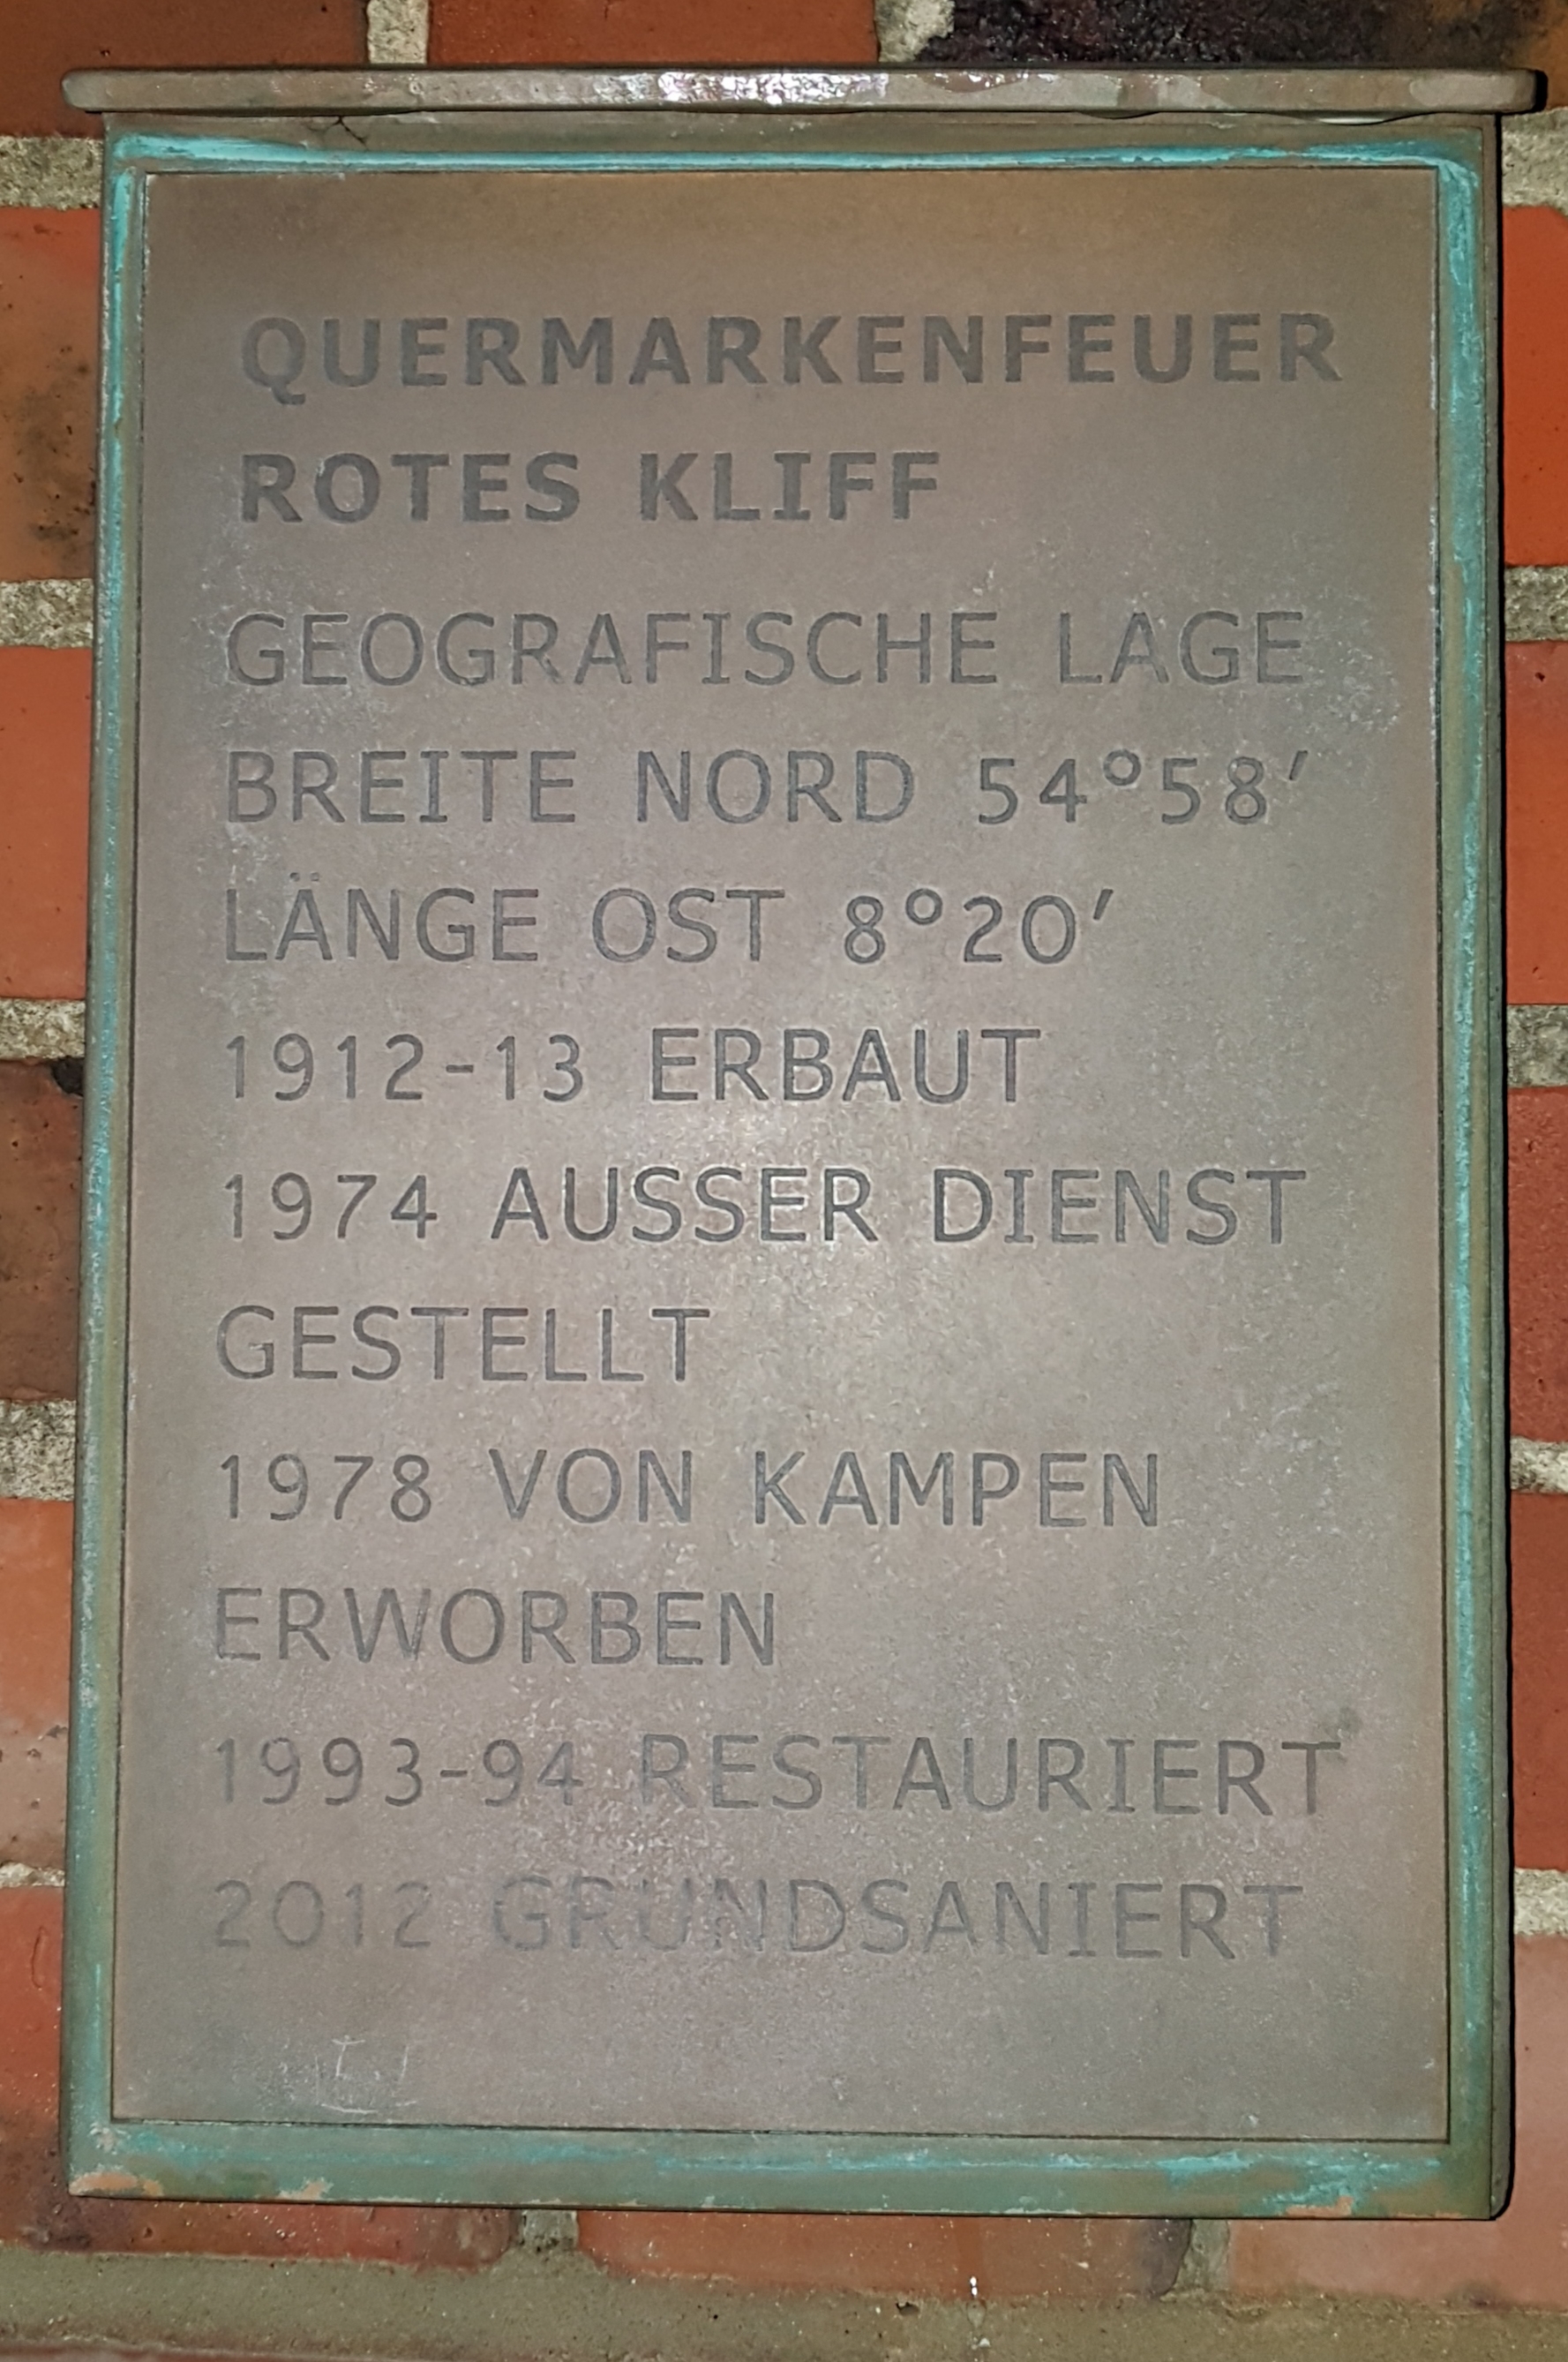 QUERMARKENFEUER
ROTES KLIFF
GEOGRAFISCHE LAGE
BREITE NORD 54°58′
LÄNGE OST 8°20′
1912-13 ERBAUT
1974 AUSSER DIENST
GESTELLT
1978 VON KAMPEN
ERWORBEN
1993-94 RESTAURIERT
2012 GRUNDSANIERT